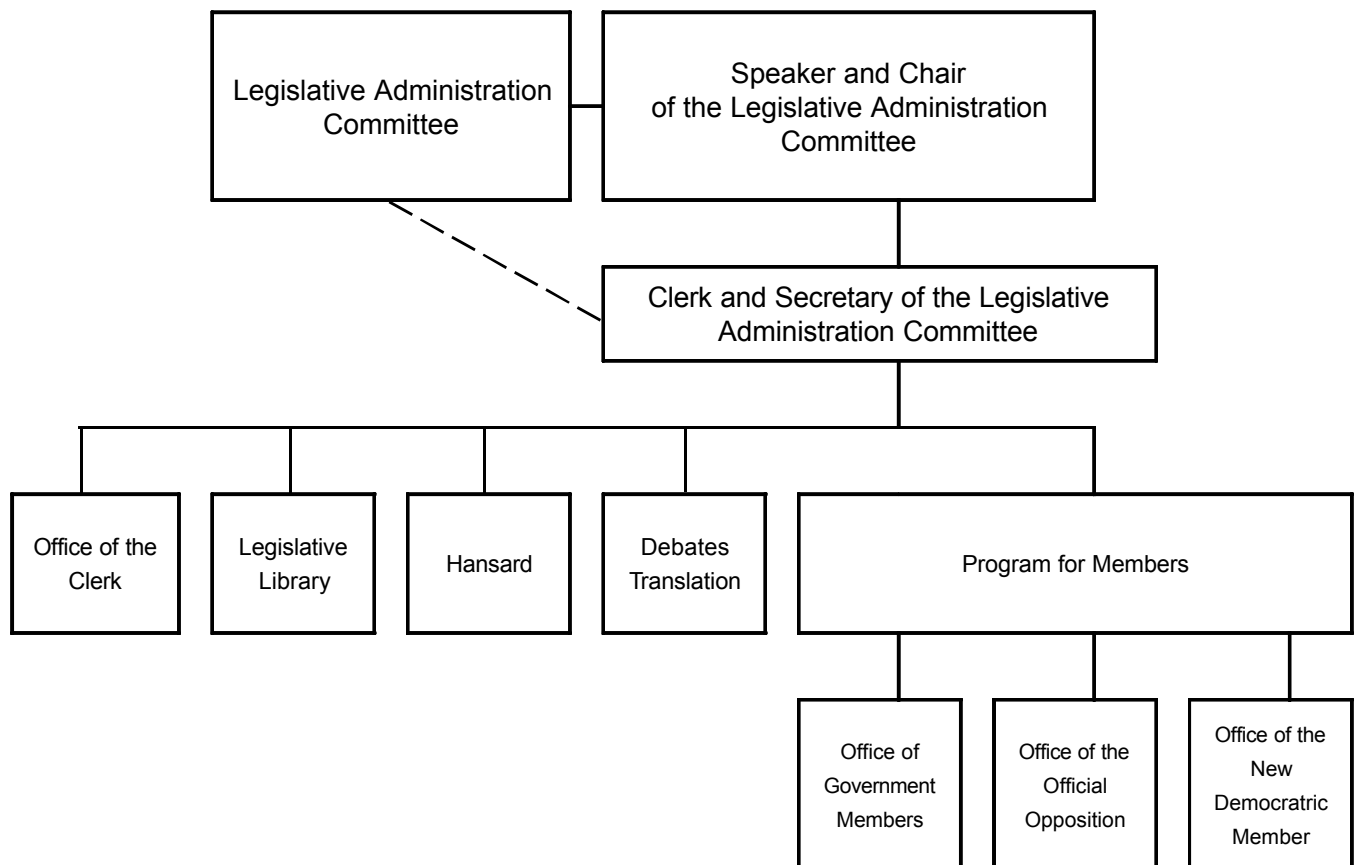 Legislative Administration
Committee
Speaker and Chair
of the Legislative Administration
Committee
Clerk and Secretary of the Legislative
Administration Committee
Office of the
Clerk
Legislative
Library
Hansard
Debates
Translation
Program for Members
Office of
Government
Members
Office of the
Official
Opposition
Office of the
New
Democratric
Member